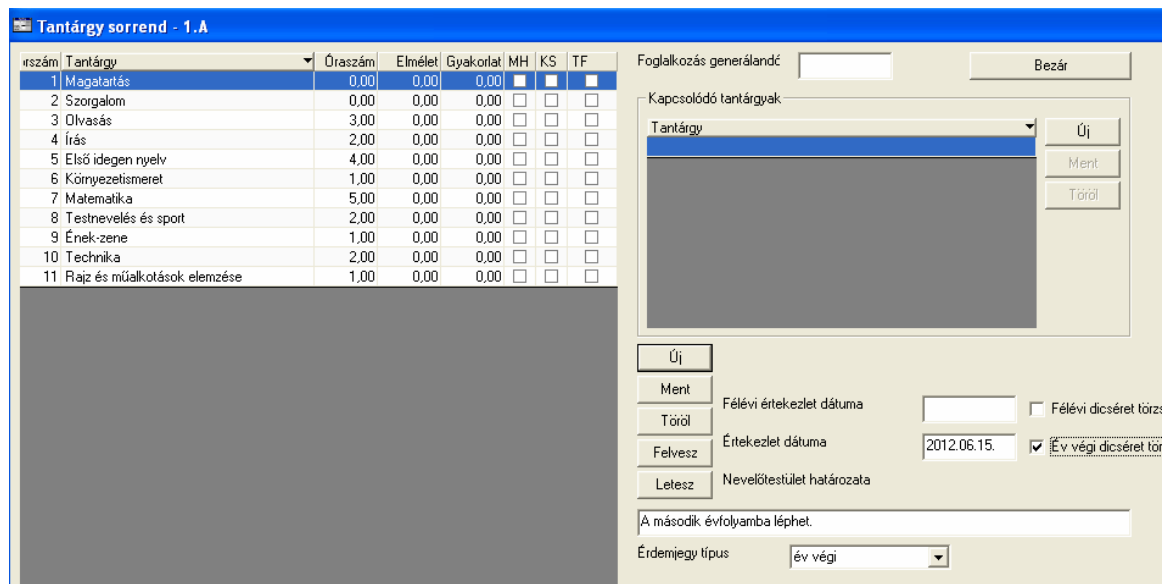 Tantárgy sorrend - 1.A
ırszám Tantárgy Óraszám Elmélet Gyakorlat MH KS TF
1 Magatartás 0,00 0,00 0,00
2 Szorgalom 0,00 0,00 0,00
3 Olvasás 3,00 0,00 0,00
4 Írás 2,00 0,00 0,00
5 Első idegen nyelv 4,00 0,00 0,00
6 Környezetismeret 1,00 0,00 0,00
7 Matematika 5,00 0,00 0,00
8 Testnevelés és sport 2,00 0,00 0,00
9 Ének-zene 1,00 0,00 0,00
10 Technika 2,00 0,00 0,00
11 Rajz és műalkotások elemzése 1,00 0,00 0,00
Foglalkozás generálandó
Bezár
Kapcsolódó tantárgyak
Tantárgy
Új
Ment
Töröl
Új
Ment
Töröl
Felvesz
Letesz
Félévi értekezlet dátuma
Félévi dicséret törzs
Értekezlet dátuma 2012.06.15.
Év végi dicséret tör
Nevelőtestület határozata
A második évfolyamba léphet.
Érdemjegy típus év végi